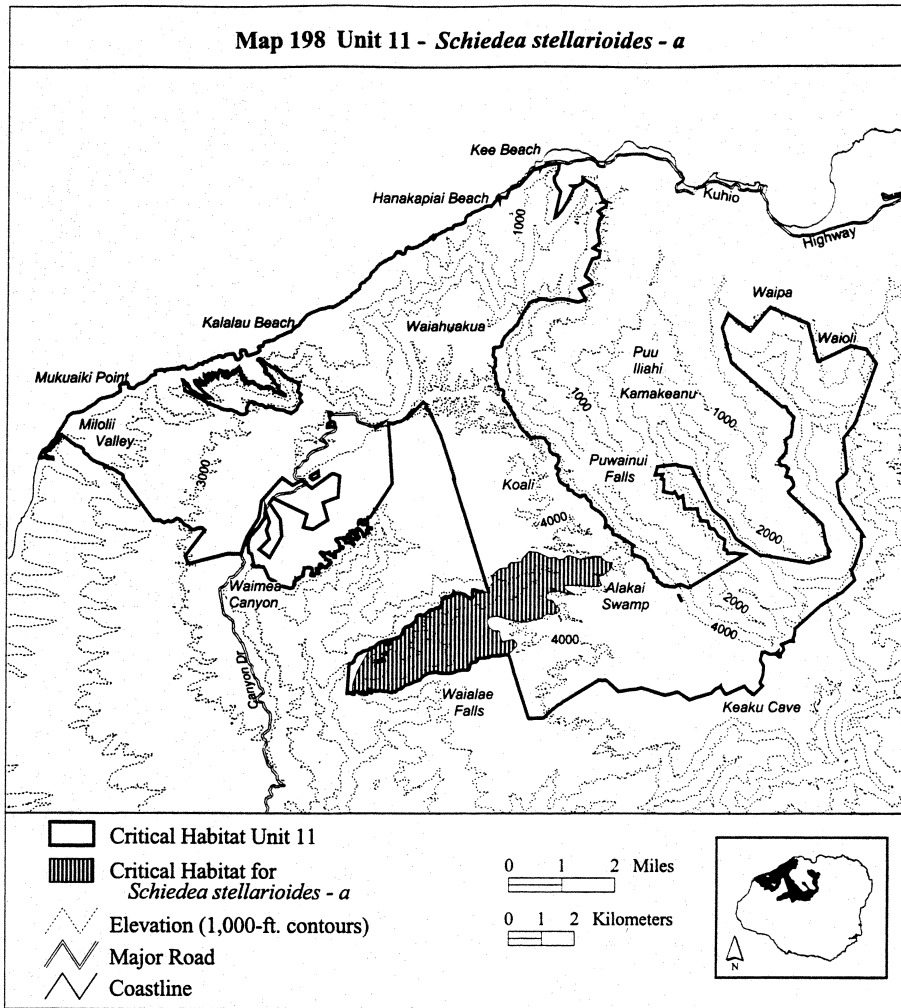 Map 198 Unit 11 - Schiedea stellarioides - a
Kee Beach
Hanakapiai Beach
Kuhio
Highway
1000
Waipa
Kalalau Beach
Waiahuakua
Waioli
Puu
Iliahi
Mukuaiki Point
Kamakeanu
1000
1000
Milolii
Valley
3000
Puwainui
Falls
Koali
4000
2000
Waimea
Canyon
Alakai
Swamp
2000
4000
4000
Canyon Dr
Waialae
Falls
Keaku Cave
Critical Habitat Unit 11
Critical Habitat for
Schiedea stellarioides - a
Elevation (1,000-ft. contours)
Major Road
Coastline
0 1 2 Miles
0 1 2 Kilometers
N